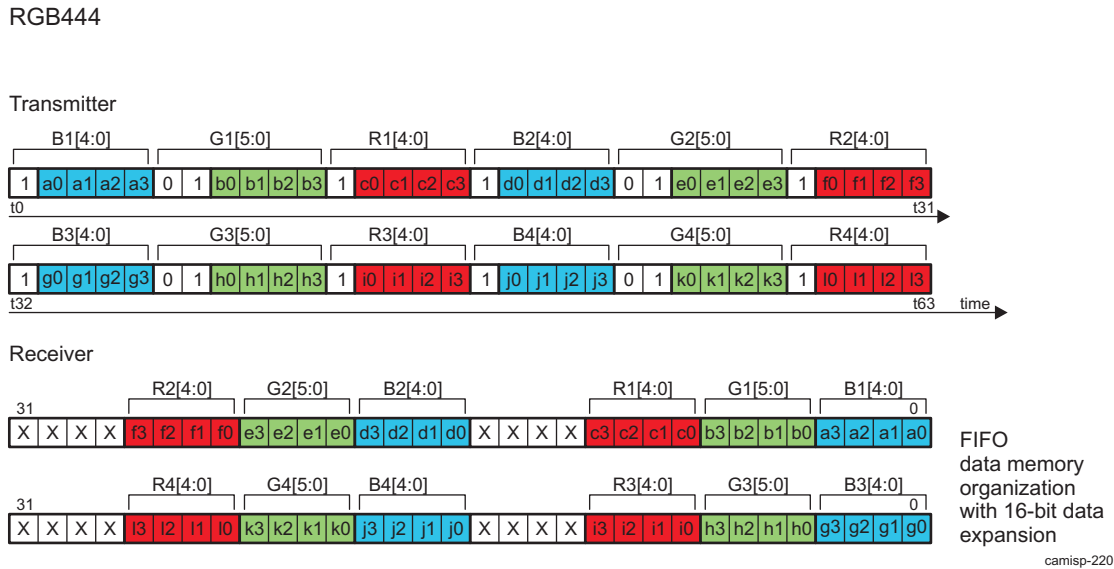 RGB444
Transmitter
B1[4:0] G1[5:0] R1[4:0] B2[4:0] G2[5:0] R2[4:0]
1 a0 a1 a2 a3 0 1 b0 b1 b2 b3 1 c0 c1 c2 c3 1 d0 d1 d2 d3 0 1 e0 e1 e2 e3 1 f0 f1 f2 f3
t0 t31
B3[4:0] G3[5:0] R3[4:0] B4[4:0] G4[5:0] R4[4:0]
1 g0 g1 g2 g3 0 1 h0 h1 h2 h3 1 i0 i1 i2 i3 1 j0 j1 j2 j3 0 1 k0 k1 k2 k3 1 l0 l1 l2 l3
t32 t63 time
Receiver
R2[4:0] G2[5:0] B2[4:0] R1[4:0] G1[5:0] B1[4:0]
31 0
X X X X f3 f2 f1 f0 e3 e2 e1 e0 d3 d2 d1 d0 X X X X c3 c2 c1 c0 b3 b2 b1 b0 a3 a2 a1 a0
R4[4:0] G4[5:0] B4[4:0] R3[4:0] G3[5:0] B3[4:0]
31 0
X X X X l3 l2 l1 l0 k3 k2 k1 k0 j3 j2 j1 j0 X X X X i3 i2 i1 i0 h3 h2 h1 h0 g3 g2 g1 g0
FIFO
data memory
organization
with 16-bit data
expansion
camisp-220